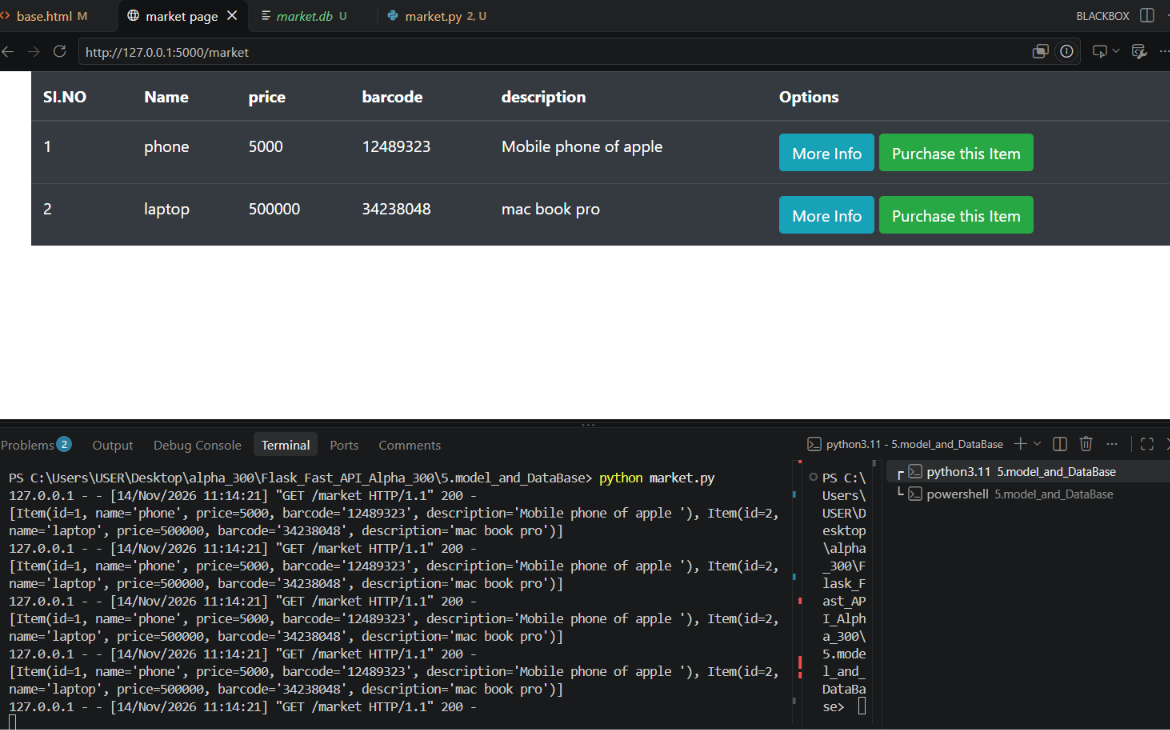 base.html M market page market.db U market.py 2, U BLACKBOX
http://127.0.0.1:5000/market
SI.NO Name price barcode description Options
1 phone 5000 12489323 Mobile phone of apple More Info Purchase this Item
2 laptop 500000 34238048 mac book pro More Info Purchase this Item
Problems 2 Output Debug Console Terminal Ports Comments python3.11 - 5.model_and_DataBase
PS C:\Users\USER\Desktop\alpha_300\Flask_Fast_API_Alpha_300\5.model_and_DataBase> python market.py
127.0.0.1 - - [14/Nov/2026 11:14:21] "GET /market HTTP/1.1" 200 -
[Item(id=1, name='phone', price=5000, barcode='12489323', description='Mobile phone of apple '), Item(id=2,
name='laptop', price=500000, barcode='34238048', description='mac book pro')]
127.0.0.1 - - [14/Nov/2026 11:14:21] "GET /market HTTP/1.1" 200 -
[Item(id=1, name='phone', price=5000, barcode='12489323', description='Mobile phone of apple '), Item(id=2,
name='laptop', price=500000, barcode='34238048', description='mac book pro')]
127.0.0.1 - - [14/Nov/2026 11:14:21] "GET /market HTTP/1.1" 200 -
[Item(id=1, name='phone', price=5000, barcode='12489323', description='Mobile phone of apple '), Item(id=2,
name='laptop', price=500000, barcode='34238048', description='mac book pro')]
127.0.0.1 - - [14/Nov/2026 11:14:21] "GET /market HTTP/1.1" 200 -
[Item(id=1, name='phone', price=5000, barcode='12489323', description='Mobile phone of apple '), Item(id=2,
name='laptop', price=500000, barcode='34238048', description='mac book pro')]
127.0.0.1 - - [14/Nov/2026 11:14:21] "GET /market HTTP/1.1" 200 -
PS C:\
Users\
USER\D
esktop
\alpha
_300\F
lask_F
ast_AP
I_Alph
a_300\
5.mode
l_and_
DataBa
se>
python3.11 5.model_and_DataBase
powershell 5.model_and_DataBase